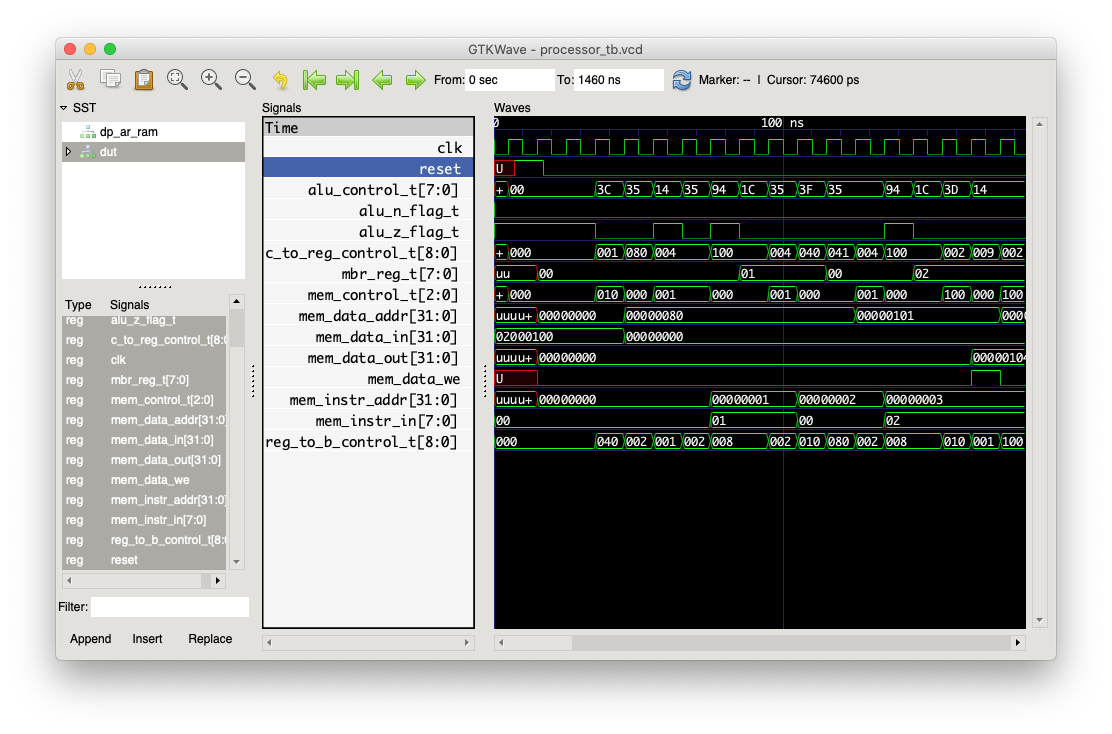 GTKWave - processor_tb.vcd
From: 0 sec To: 1460 ns Marker: -- | Cursor: 74600 ps
SST
dp_ar_ram
dut
Type Signals
reg alu_z_flag_t
reg c_to_reg_control_t[8:0
reg clk
reg mbr_reg_t[7:0]
reg mem_control_t[2:0]
reg mem_data_addr[31:0
reg mem_data_in[31:0]
reg mem_data_out[31:0]
reg mem_data_we
reg mem_instr_addr[31:0
reg mem_instr_in[7:0]
reg reg_to_b_control_t[8:
reg reset
Filter:
Append Insert Replace
Signals
Time
clk
reset
alu_control_t[7:0]
alu_n_flag_t
alu_z_flag_t
c_to_reg_control_t[8:0]
mbr_reg_t[7:0]
mem_control_t[2:0]
mem_data_addr[31:0]
mem_data_in[31:0]
mem_data_out[31:0]
mem_data_we
mem_instr_addr[31:0]
mem_instr_in[7:0]
reg_to_b_control_t[8:0]
Waves
0 100 ns
U
+ 00 3C 35 14 35 94 1C 35 3F 35 94 1C 3D 14
+ 000 001 080 004 100 004 040 041 004 100 002 009 002
uu 00 01 00 02
+ 000 010 000 001 000 001 000 001 000 100 000 100
uuuu+ 00000000 00000080 00000101 0000
02000100 00000000
uuuu+ 00000000 00000104
U
uuuu+ 00000000 00000001 00000002 00000003
00 01 00 02
000 040 002 001 002 008 002 010 080 002 008 010 001 100